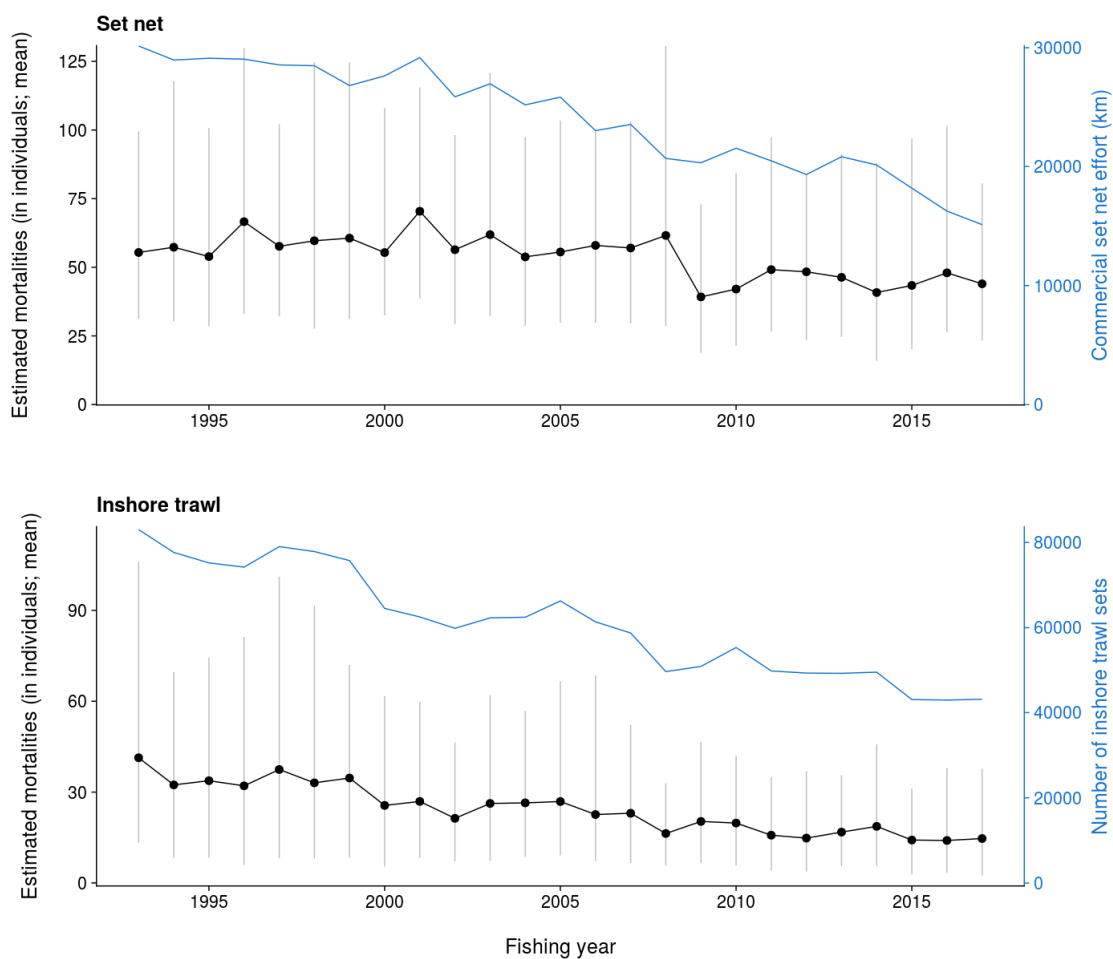 Set net
Estimated mortalities (in individuals; mean)
125
100
75
50
25
0
30000
20000
10000
0
Commercial set net effort (km)
1995 2000 2005 2010 2015
Inshore trawl
Estimated mortalities (in individuals; mean)
90
60
30
0
80000
60000
40000
20000
0
Number of inshore trawl sets
1995 2000 2005 2010 2015
Fishing year